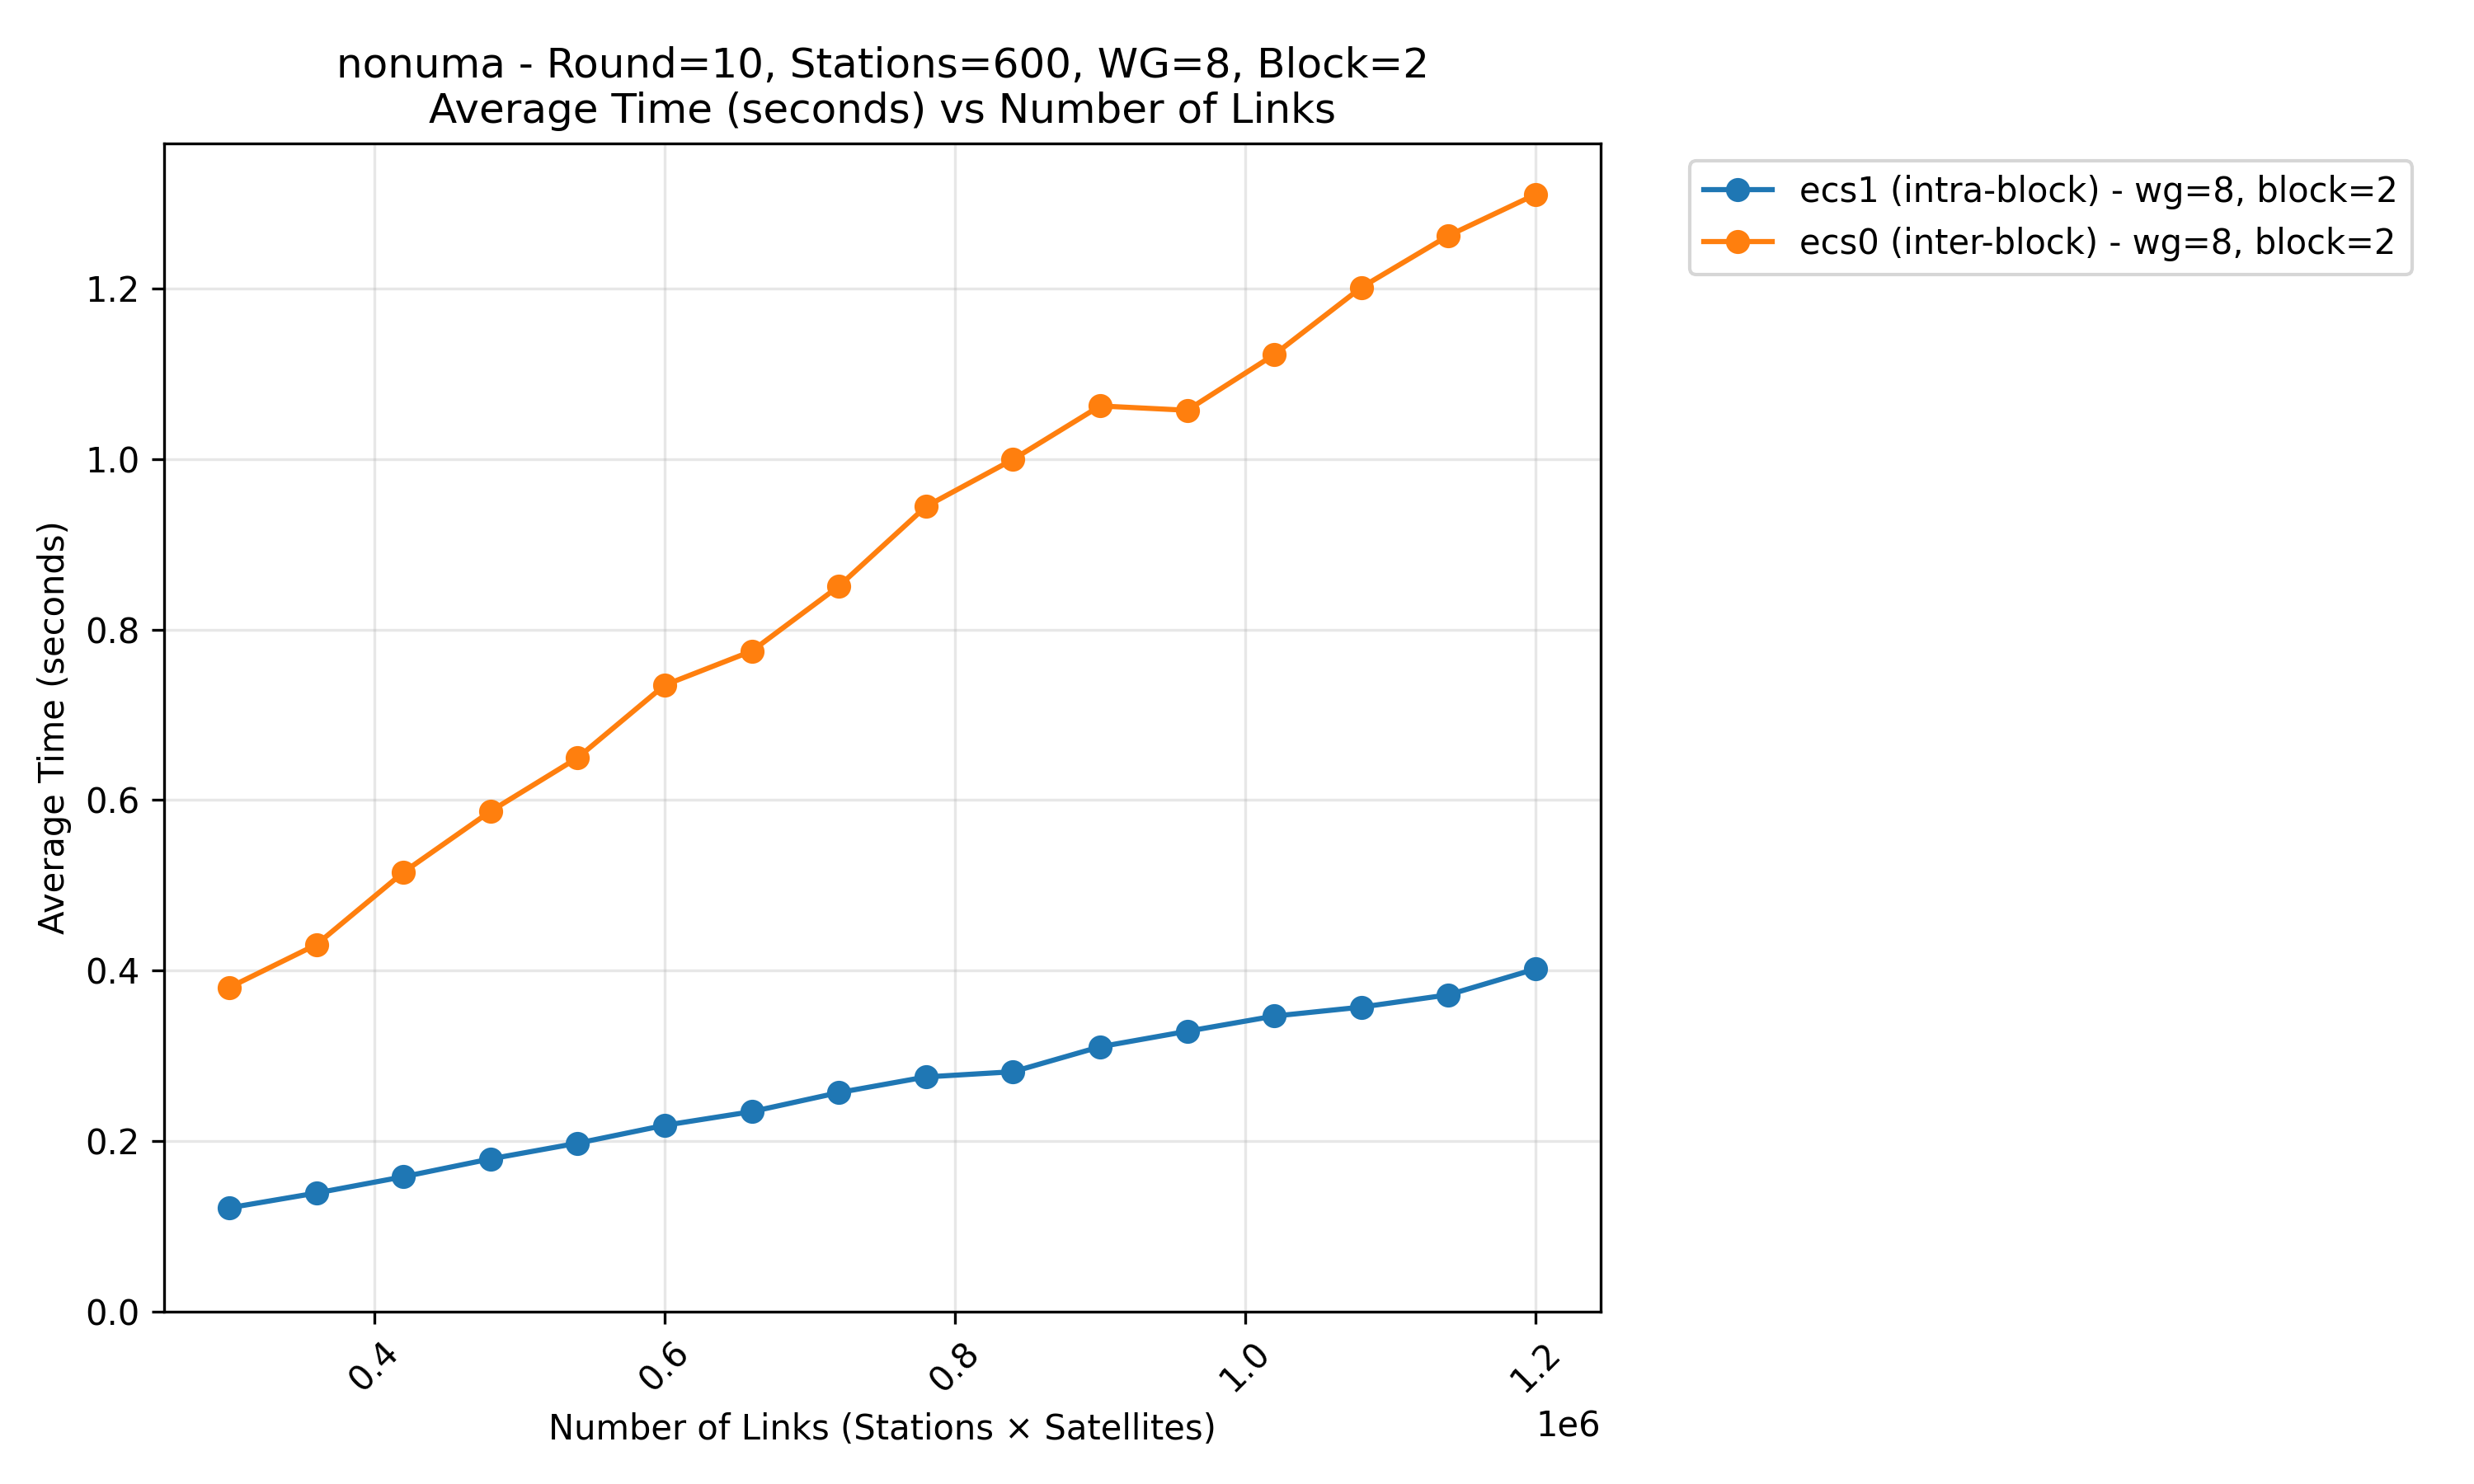 nonuma - Round=10, Stations=600, WG=8, Block=2
Average Time (seconds) vs Number of Links
ecs1 (intra-block) - wg=8, block=2
ecs0 (inter-block) - wg=8, block=2
Average Time (seconds)
1.2
1.0
0.8
0.6
0.4
0.2
0.0
0.4
0.6
0.8
1.0
1.2
1e6
Number of Links (Stations × Satellites)